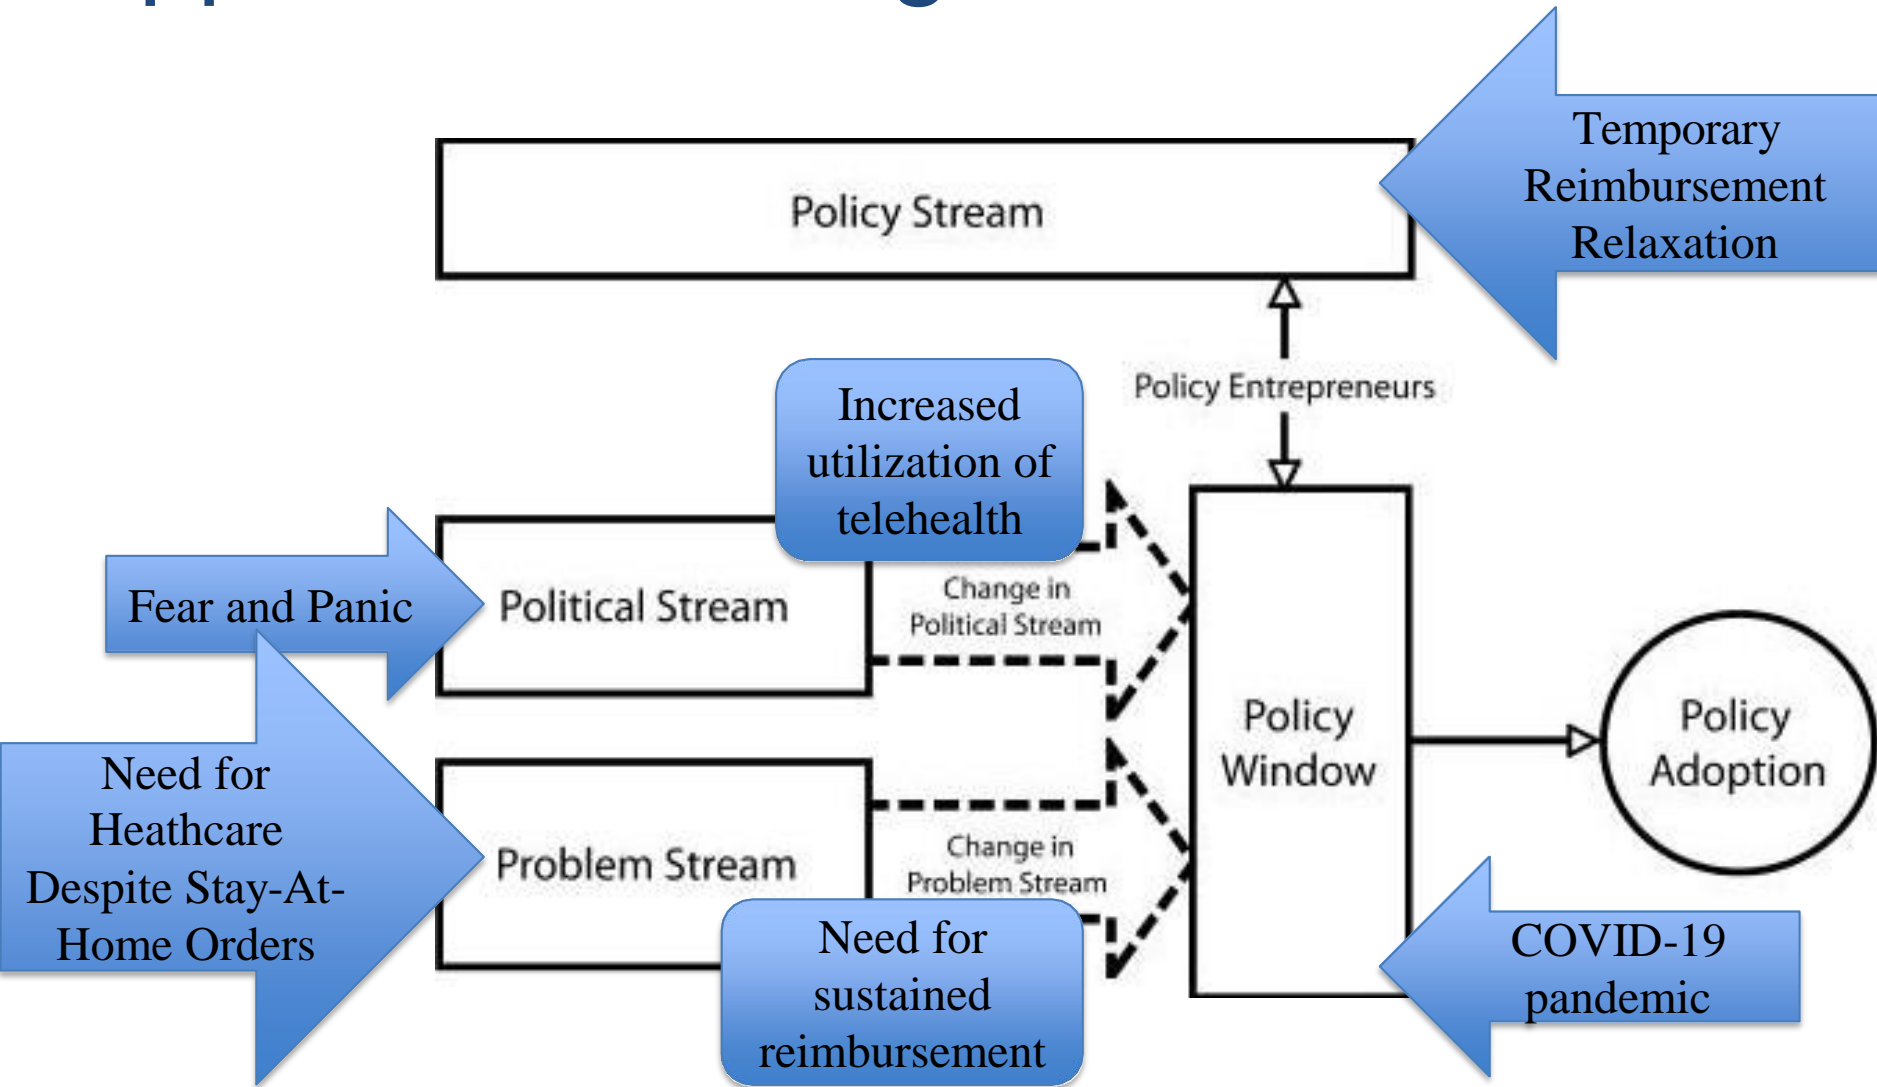 Temporary
Reimbursement
Relaxation
Policy Stream
Policy Entrepreneurs
Increased
utilization of
telehealth
Fear and Panic
Political Stream
Change in
Political Stream
Need for
Heathcare
Despite Stay-At-
Home Orders
Problem Stream
Change in
Problem Stream
Need for
sustained
reimbursement
Policy
Window
Policy
Adoption
COVID-19
pandemic